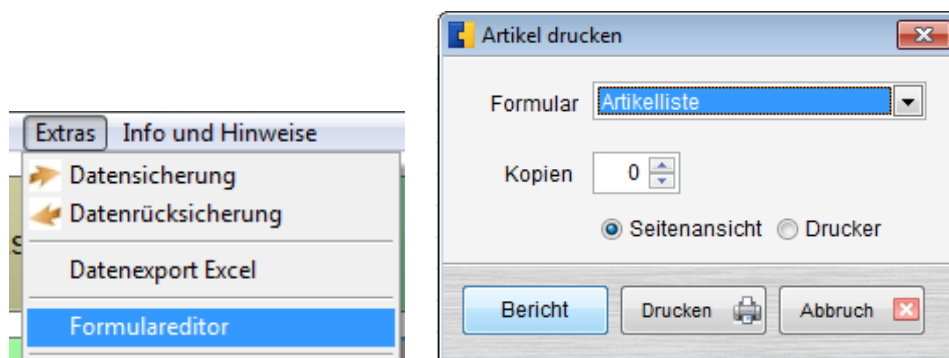 Extras Info und Hinweise
Datensicherung
Datenrücksicherung
Datenexport Excel
Formulareditor
Artikel drucken
Formular Artikelliste
Kopien 0
Seitenansicht Drucker
Bericht Drucken Abbruch